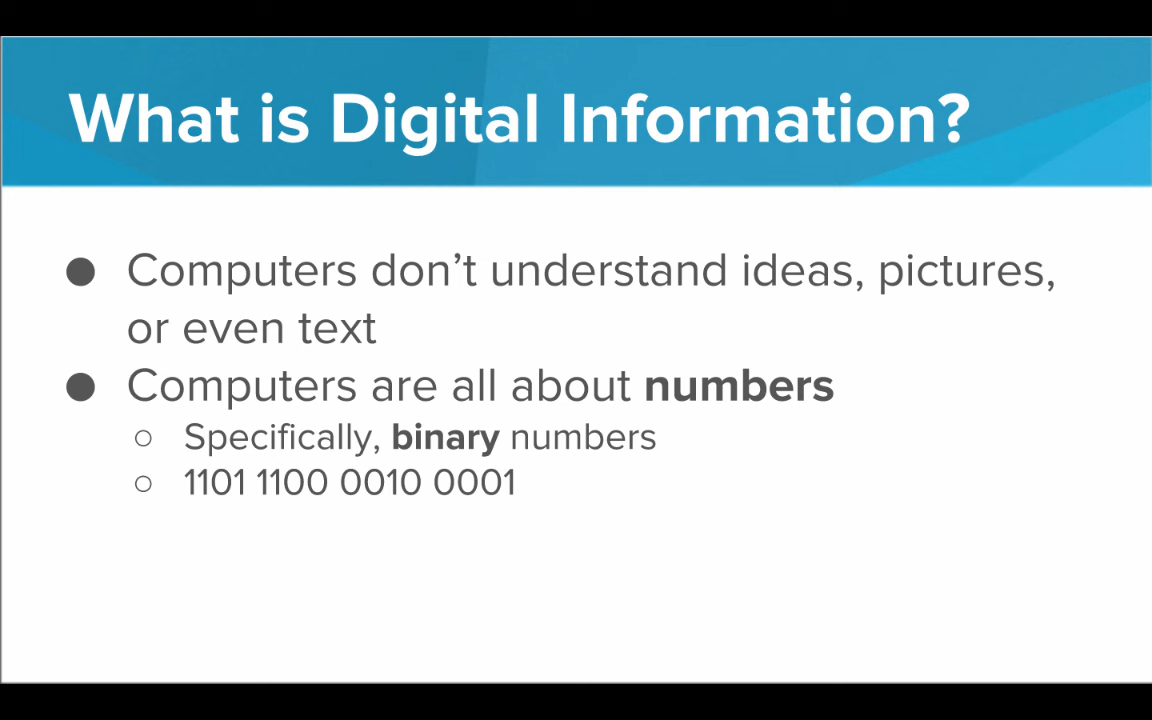 What is Digital Information?
● Computers don’t understand ideas, pictures,
or even text
● Computers are all about numbers
○ Specifically, binary numbers
○ 1101 1100 0010 0001